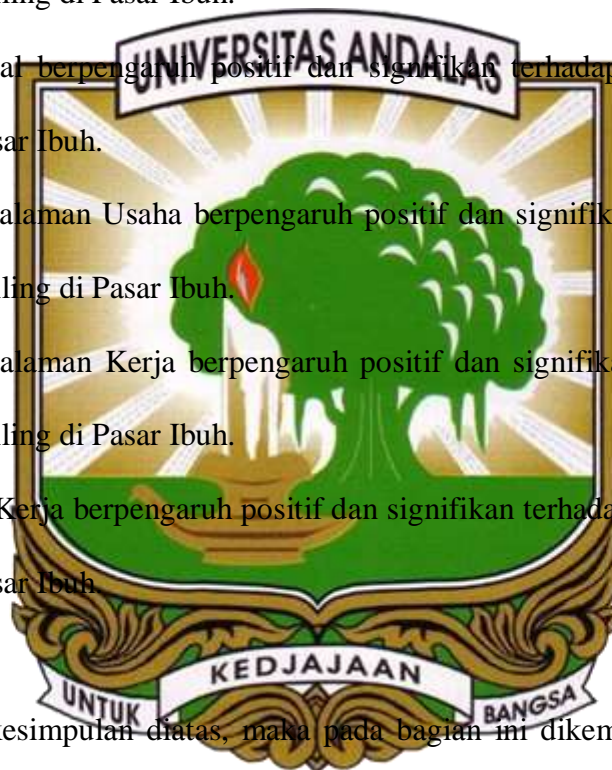 ling di Pasar Ibuh.
UNIVERSITAS ANDALAS
al berpengaruh positif dan signifikan terhadap
sar Ibuh.
alaman Usaha berpengaruh positif dan signifik
ling di Pasar Ibuh.
alaman Kerja berpengaruh positif dan signifika
ling di Pasar Ibuh.
Kerja berpengaruh positif dan signifikan terhada
sar Ibuh.
UNTUK KEDJAJAAN BANGSA
kesimpulan diatas, maka pada bagian ini dikem